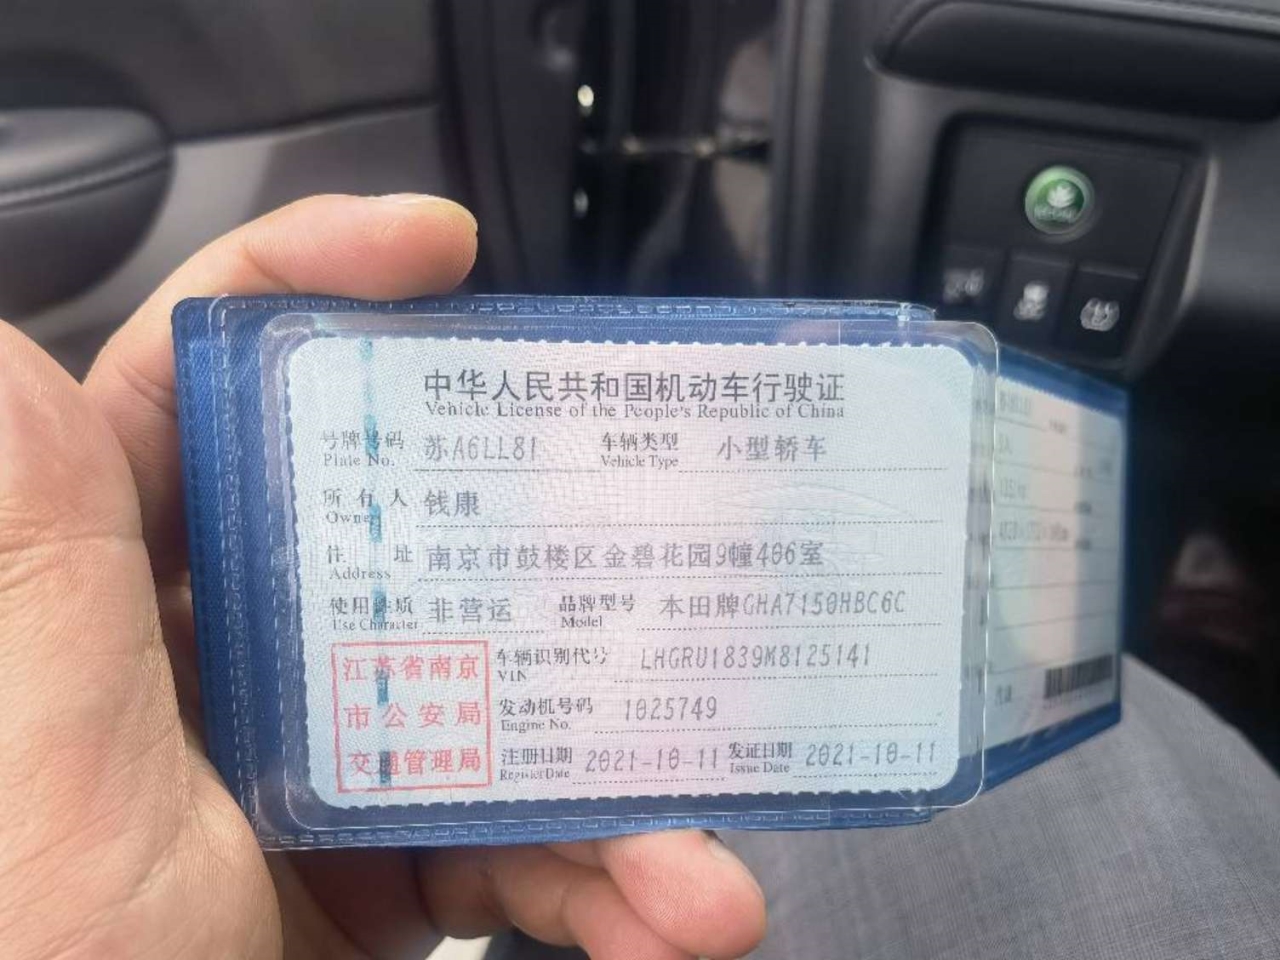 中华人民共和国机动车行驶证
Vehicle License of the People's Republic of China
号牌号码 苏A6LL81 车辆类型 小型轿车
Plate No. Vehicle Type
所有人 钱康
Owner
住址 南京市鼓楼区金碧花园9幢406室
Address
使用性质 非营运 品牌型号 本田牌GHA7150HBC6C
Use Character Model
江苏省南京
市公安局
交通管理局
车辆识别代号 LHGRU1839M8125141
VIN
发动机号码 1025749
Engine No.
注册日期 2021-10-11 发证日期 2021-10-11
Register Date Issue Date